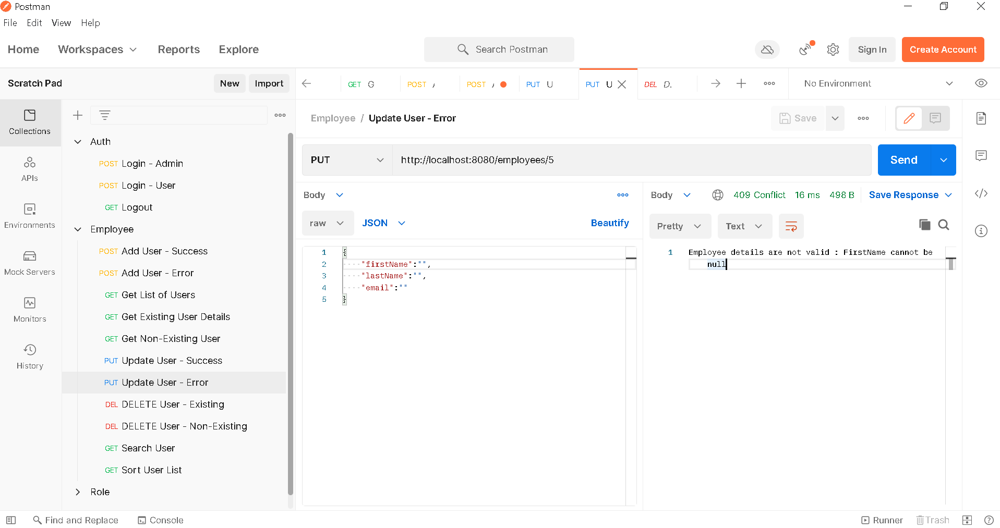 Postman
File Edit View Help
Home Workspaces Reports Explore Search Postman Sign In Create Account
Scratch Pad New Import GET G POST POST PUT U PUT U DEL D. No Environment
Collections
APIs
Environments
Mock Servers
Monitors
History
Auth
POST Login - Admin
POST Login - User
GET Logout
Employee
POST Add User - Success
POST Add User - Error
GET Get List of Users
GET Get Existing User Details
GET Get Non-Existing User
PUT Update User - Success
PUT Update User - Error
DEL DELETE User - Existing
DEL DELETE User - Non-Existing
GET Search User
GET Sort User List
Role
Employee / Update User - Error Save
PUT http://localhost:8080/employees/5 Send
Body
raw JSON Beautify
1 {
2 "firstName":"",
3 "lastName":"",
4 "email":""
5 }
Body 409 Conflict 16 ms 498 B Save Response
Pretty Text
1 Employee details are not valid : FirstName cannot be
null
Find and Replace Console Runner Trash